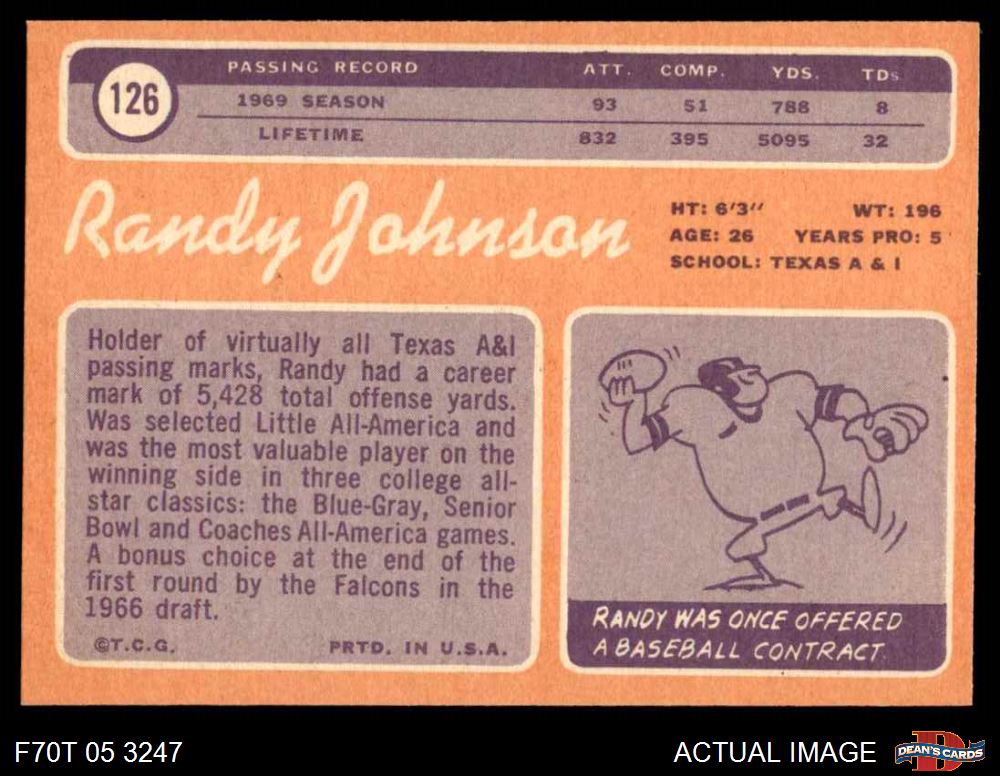 126
PASSING RECORD ATT. COMP. YDS. TDs
1969 SEASON 93 51 788 8
LIFETIME 832 395 5095 32
Randy Johnson
HT: 6'3" WT: 196
AGE: 26 YEARS PRO: 5
SCHOOL: TEXAS A & I
Holder of virtually all Texas A&I
passing marks, Randy had a career
mark of 5,428 total offense yards.
Was selected Little All-America and
was the most valuable player on the
winning side in three college all-
star classics: the Blue-Gray, Senior
Bowl and Coaches All-America games.
A bonus choice at the end of the
first round by the Falcons in the
1966 draft.
©T.C.G. PRTD. IN U.S.A.
RANDY WAS ONCE OFFERED
A BASEBALL CONTRACT.
F70T 05 3247
ACTUAL IMAGE
D
DEAN'S CARDS